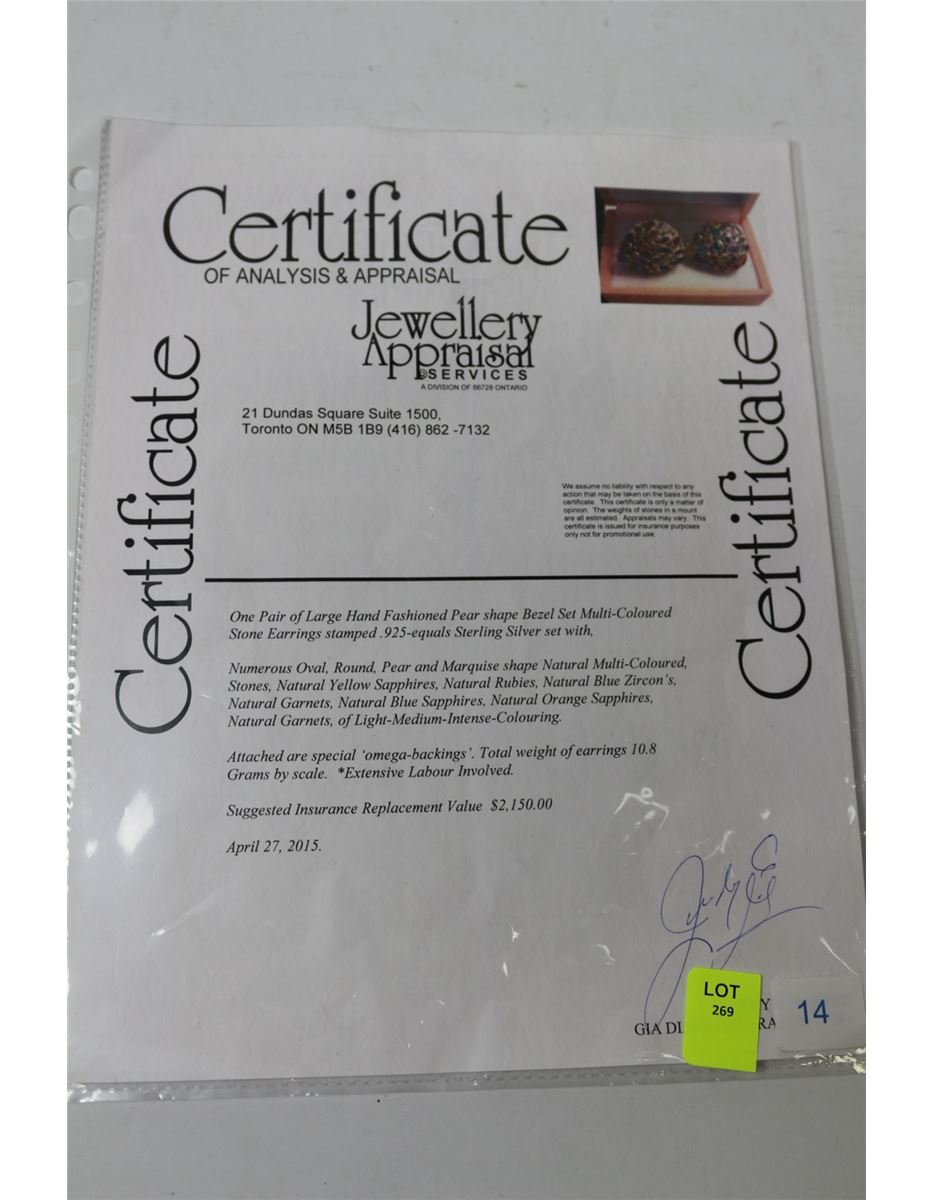 Certificate
OF ANALYSIS & APPRAISAL
Jewellery
Appraisal
SERVICES
A DIVISION OF 66728 ONTARIO
21 Dundas Square Suite 1500,
Toronto ON M5B 1B9 (416) 862 -7132
Certificate
Certificate
We assume no liability with respect to any
action that may be taken on the basis of this
certificate. This certificate is only a matter of
opinion. The weights of stones in a mount
are all estimated. Appraisals may vary. This
certificate is issued for insurance purposes
only not for promotional use.
One Pair of Large Hand Fashioned Pear shape Bezel Set Multi-Coloured
Stone Earrings stamped .925-equals Sterling Silver set with,
Numerous Oval, Round, Pear and Marquise shape Natural Multi-Coloured,
Stones, Natural Yellow Sapphires, Natural Rubies, Natural Blue Zircon's,
Natural Garnets, Natural Blue Sapphires, Natural Orange Sapphires,
Natural Garnets, of Light-Medium-Intense-Colouring.
Attached are special 'omega-backings'. Total weight of earrings 10.8
Grams by scale. *Extensive Labour Involved.
Suggested Insurance Replacement Value $2,150.00
April 27, 2015.
LOT
269
14
GIA